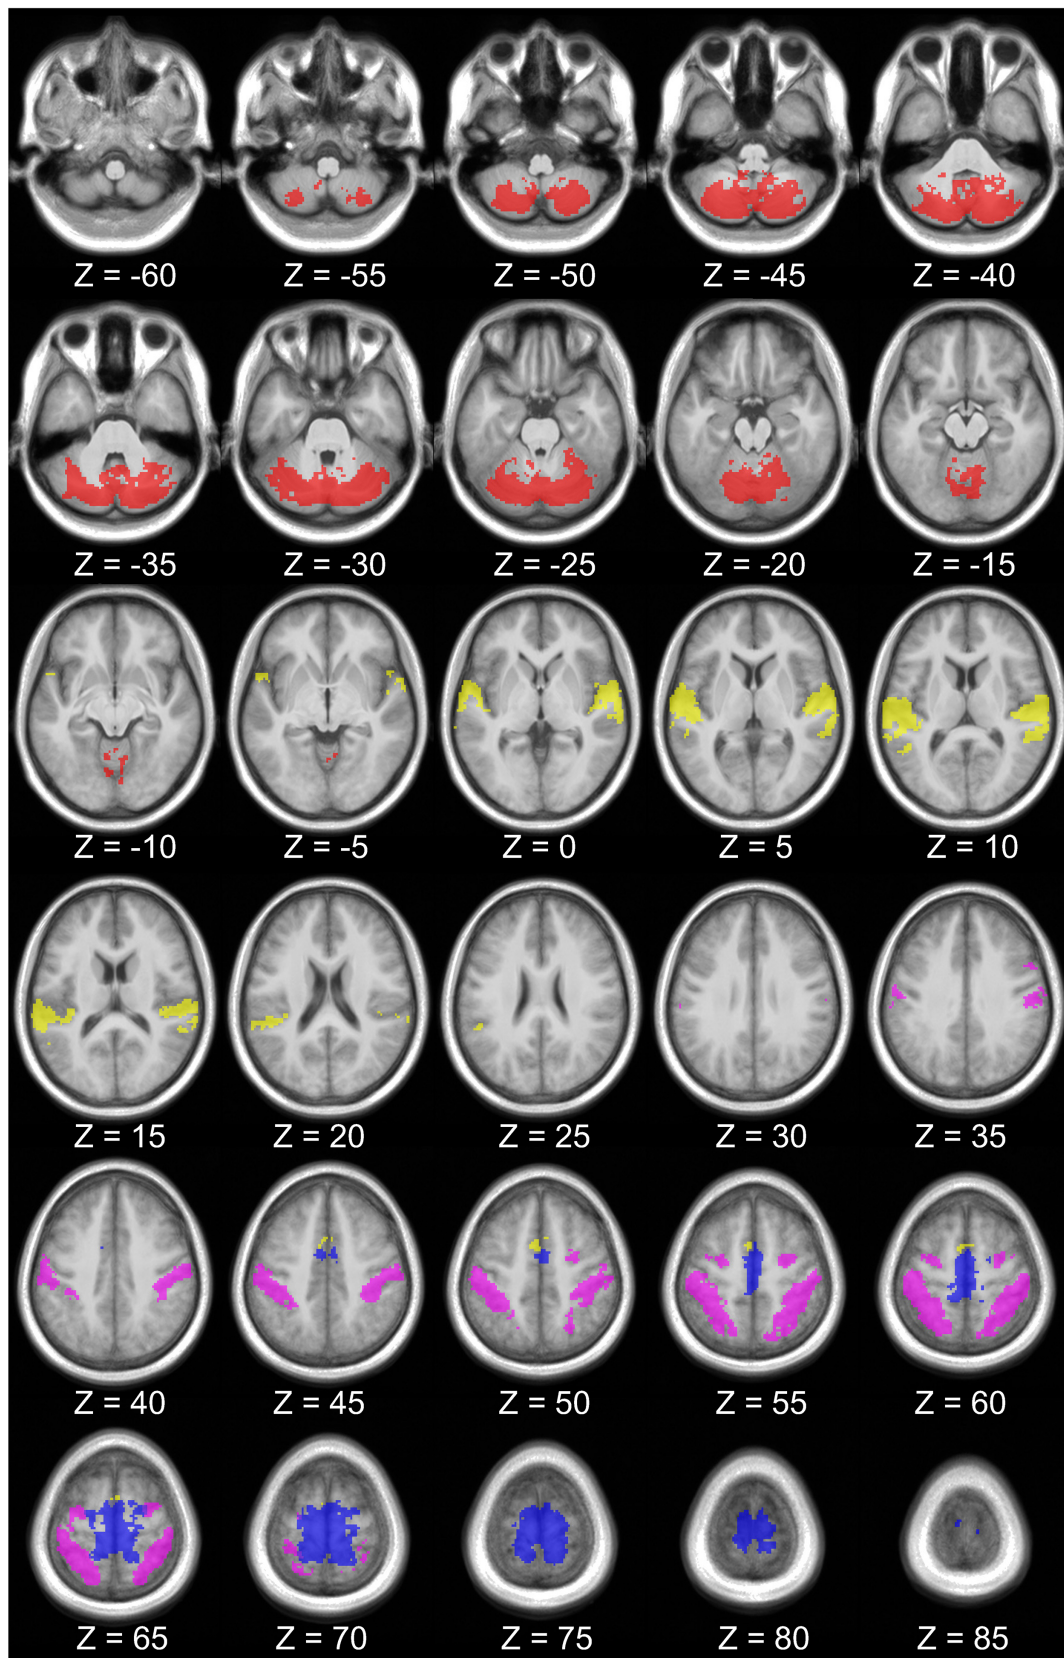 Z = -60 Z = -55 Z = -50 Z = -45 Z = -40
Z = -35 Z = -30 Z = -25 Z = -20 Z = -15
Z = -10 Z = -5 Z = 0 Z = 5 Z = 10
Z = 15 Z = 20 Z = 25 Z = 30 Z = 35
Z = 40 Z = 45 Z = 50 Z = 55 Z = 60
Z = 65 Z = 70 Z = 75 Z = 80 Z = 85